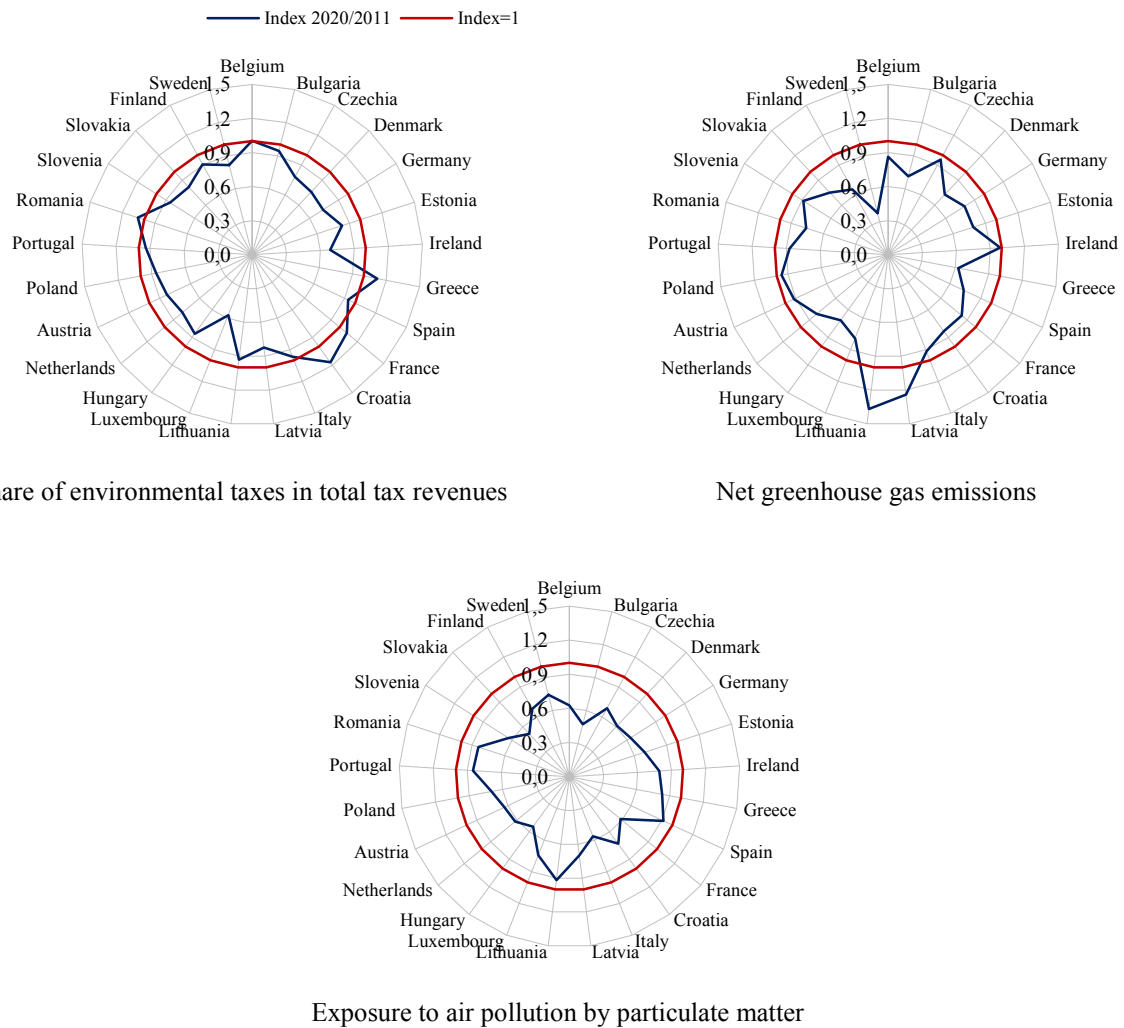 Index 2020/2011 Index=1
Belgium
Sweden 1,5 Bulgaria
Finland Czechia
1,2
Slovakia Denmark
0,9
Slovenia Germany
0,6
Romania Estonia
0,3
Portugal Ireland
0,0
Poland Greece
Austria Spain
Netherlands France
Hungary Croatia
Luxembourg Italy
Lithuania Latvia
Belgium
Sweden 1,5 Bulgaria
Finland Czechia
1,2
Slovakia Denmark
0,9
Slovenia Germany
0,6
Romania Estonia
0,3
Portugal Ireland
0,0
Poland Greece
Austria Spain
Netherlands France
Hungary Croatia
Luxembourg Italy
Lithuania Latvia
are of environmental taxes in total tax revenues
Net greenhouse gas emissions
Belgium
Sweden 1,5 Bulgaria
Finland Czechia
1,2
Slovakia Denmark
0,9
Slovenia Germany
0,6
Romania Estonia
0,3
Portugal Ireland
0,0
Poland Greece
Austria Spain
Netherlands France
Hungary Croatia
Luxembourg Italy
Lithuania Latvia
Exposure to air pollution by particulate matter